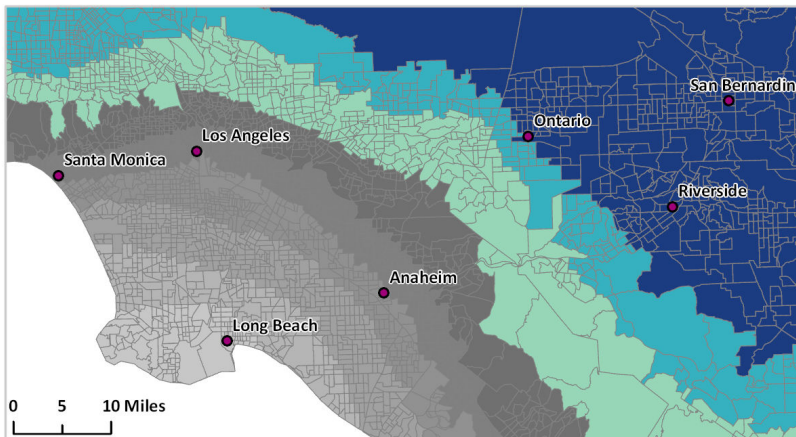 San Bernardin
Ontario
Los Angeles
Santa Monica
Riverside
Anaheim
Long Beach
0 5 10 Miles